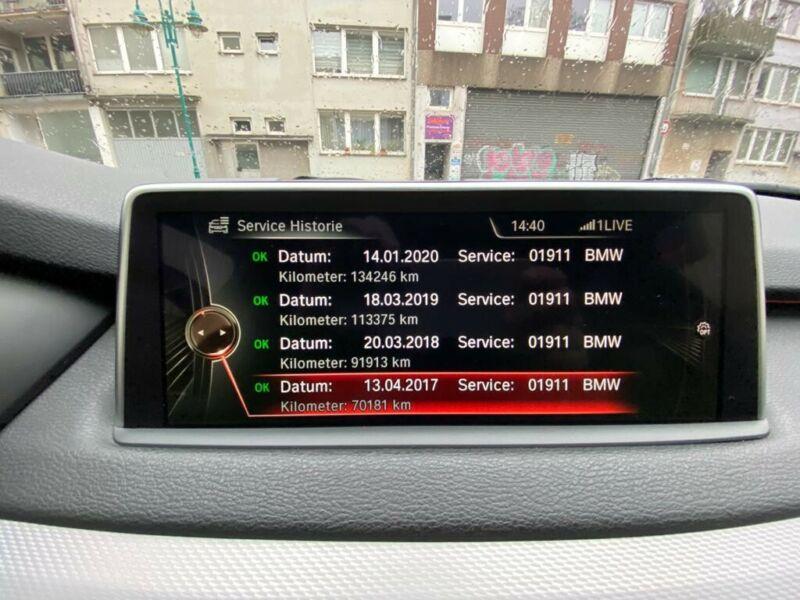 Service Historie 14:40 1LIVE
OK Datum: 14.01.2020 Service: 01911 BMW
Kilometer: 134246 km
OK Datum: 18.03.2019 Service: 01911 BMW
Kilometer: 113375 km
OK Datum: 20.03.2018 Service: 01911 BMW
Kilometer: 91913 km
OK Datum: 13.04.2017 Service: 01911 BMW
Kilometer: 70181 km
OFF